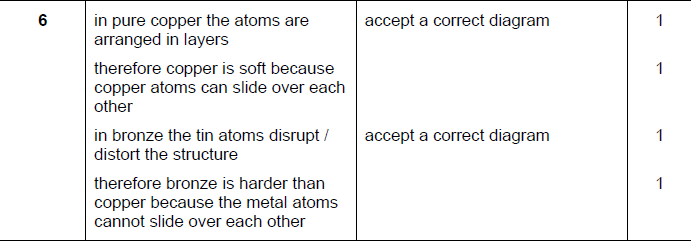 6 in pure copper the atoms are accept a correct diagram 1
arranged in layers
therefore copper is soft because 1
copper atoms can slide over each
other
in bronze the tin atoms disrupt / accept a correct diagram 1
distort the structure
therefore bronze is harder than 1
copper because the metal atoms
cannot slide over each other